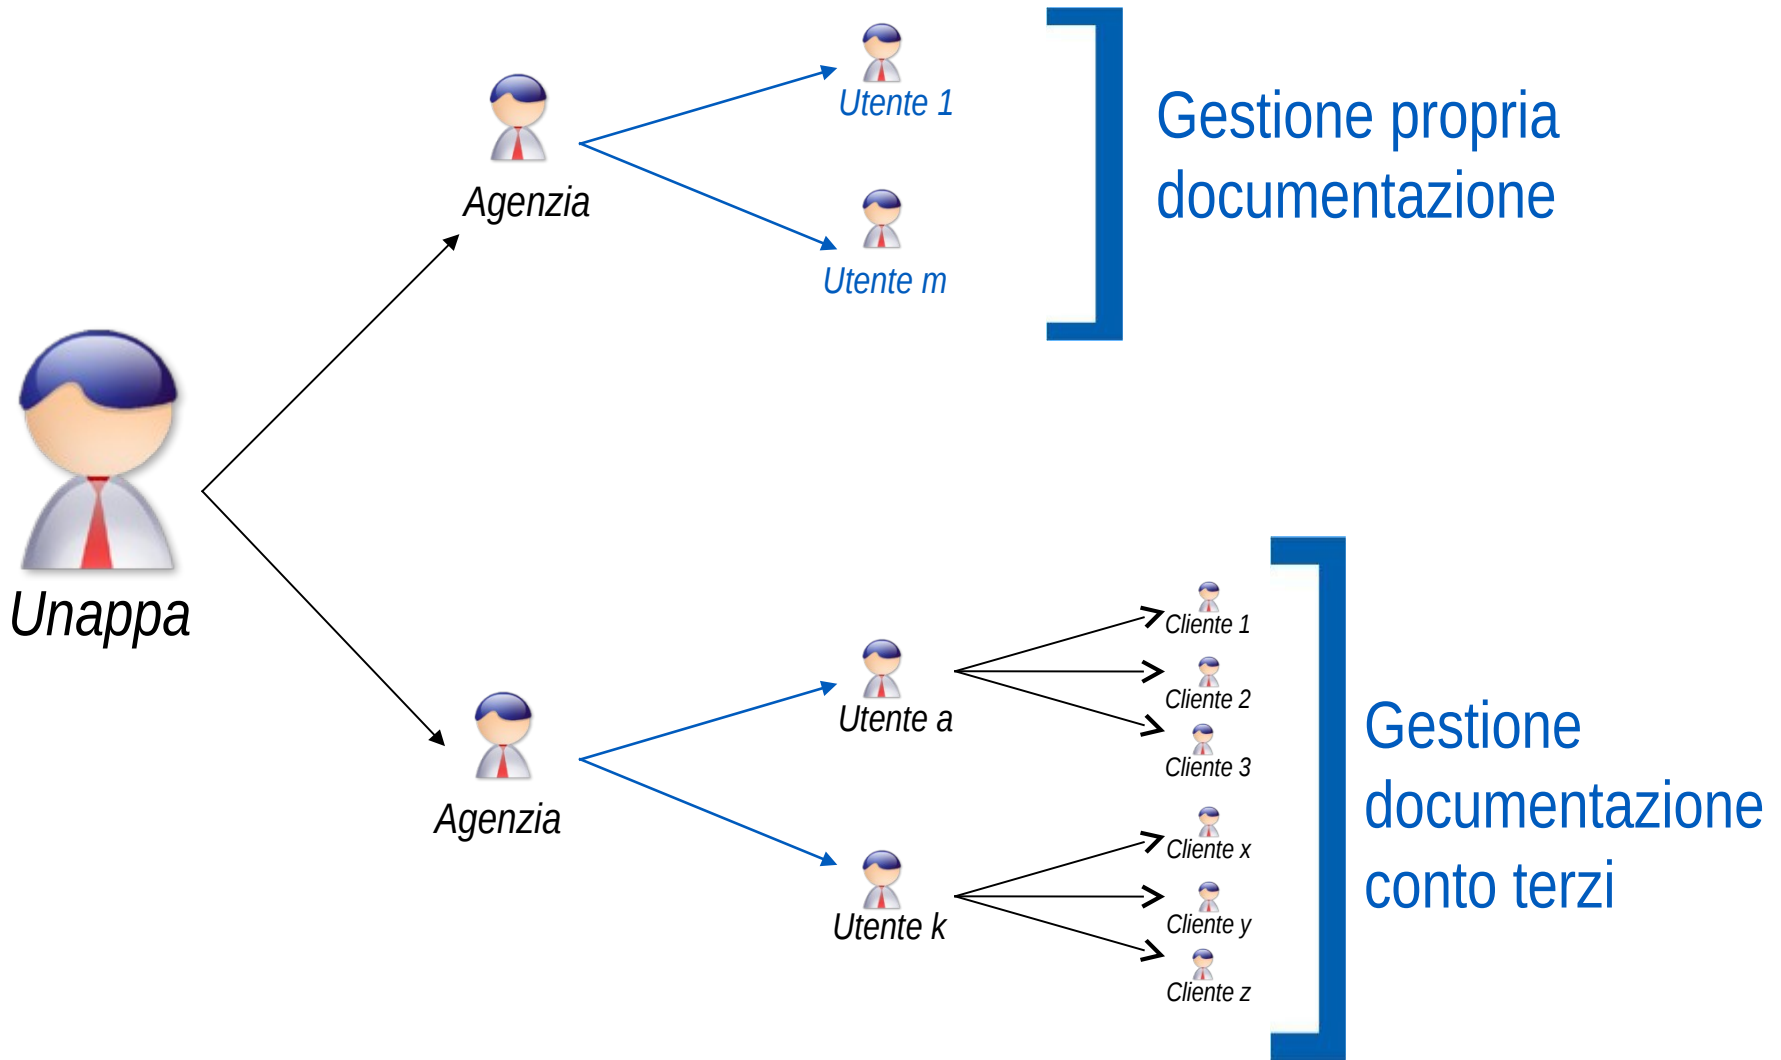 Utente 1
Gestione propria
documentazione
Agenzia
Utente m
Unappa
Cliente 1
Cliente 2
Utente a
Cliente 3
Gestione
documentazione
conto terzi
Agenzia
Cliente x
Utente k
Cliente y
Cliente z